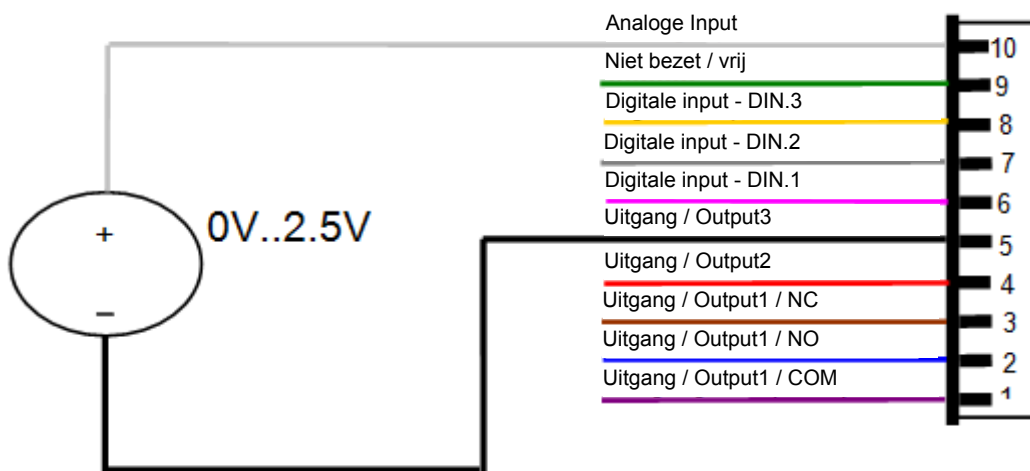 Analoge Input
10
Niet bezet / vrij
9
Digitale input - DIN.3
8
Digitale input - DIN.2
7
Digitale input - DIN.1
6
Uitgang / Output3
5
Uitgang / Output2
4
Uitgang / Output1 / NC
3
Uitgang / Output1 / NO
2
Uitgang / Output1 / COM
1
+
0V..2.5V
–